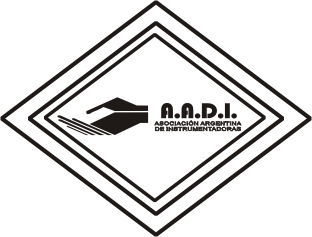 A.A.D.I.
ASOCIACIÓN ARGENTINA
DE INSTRUMENTADORAS